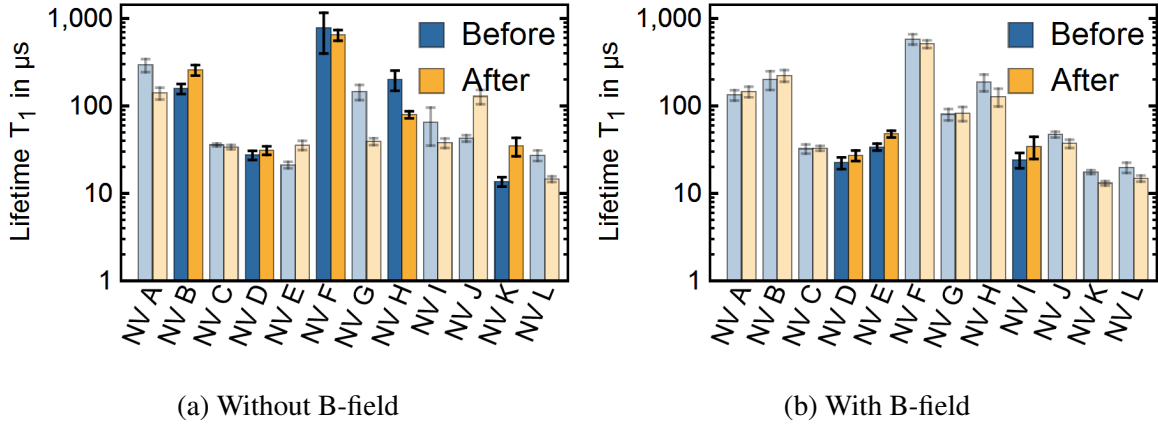 Lifetime T1 in µs
1,000
100
10
1
Before
After
NV A
NV B
NV C
NV D
NV E
NV F
NV G
NV H
NV I
NV J
NV K
NV L
(a) Without B-field
Lifetime T1 in µs
1,000
100
10
1
Before
After
NV A
NV B
NV C
NV D
NV E
NV F
NV G
NV H
NV I
NV J
NV K
NV L
(b) With B-field